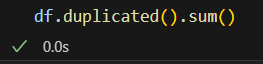 df.duplicated().sum()
✓ 0.0s